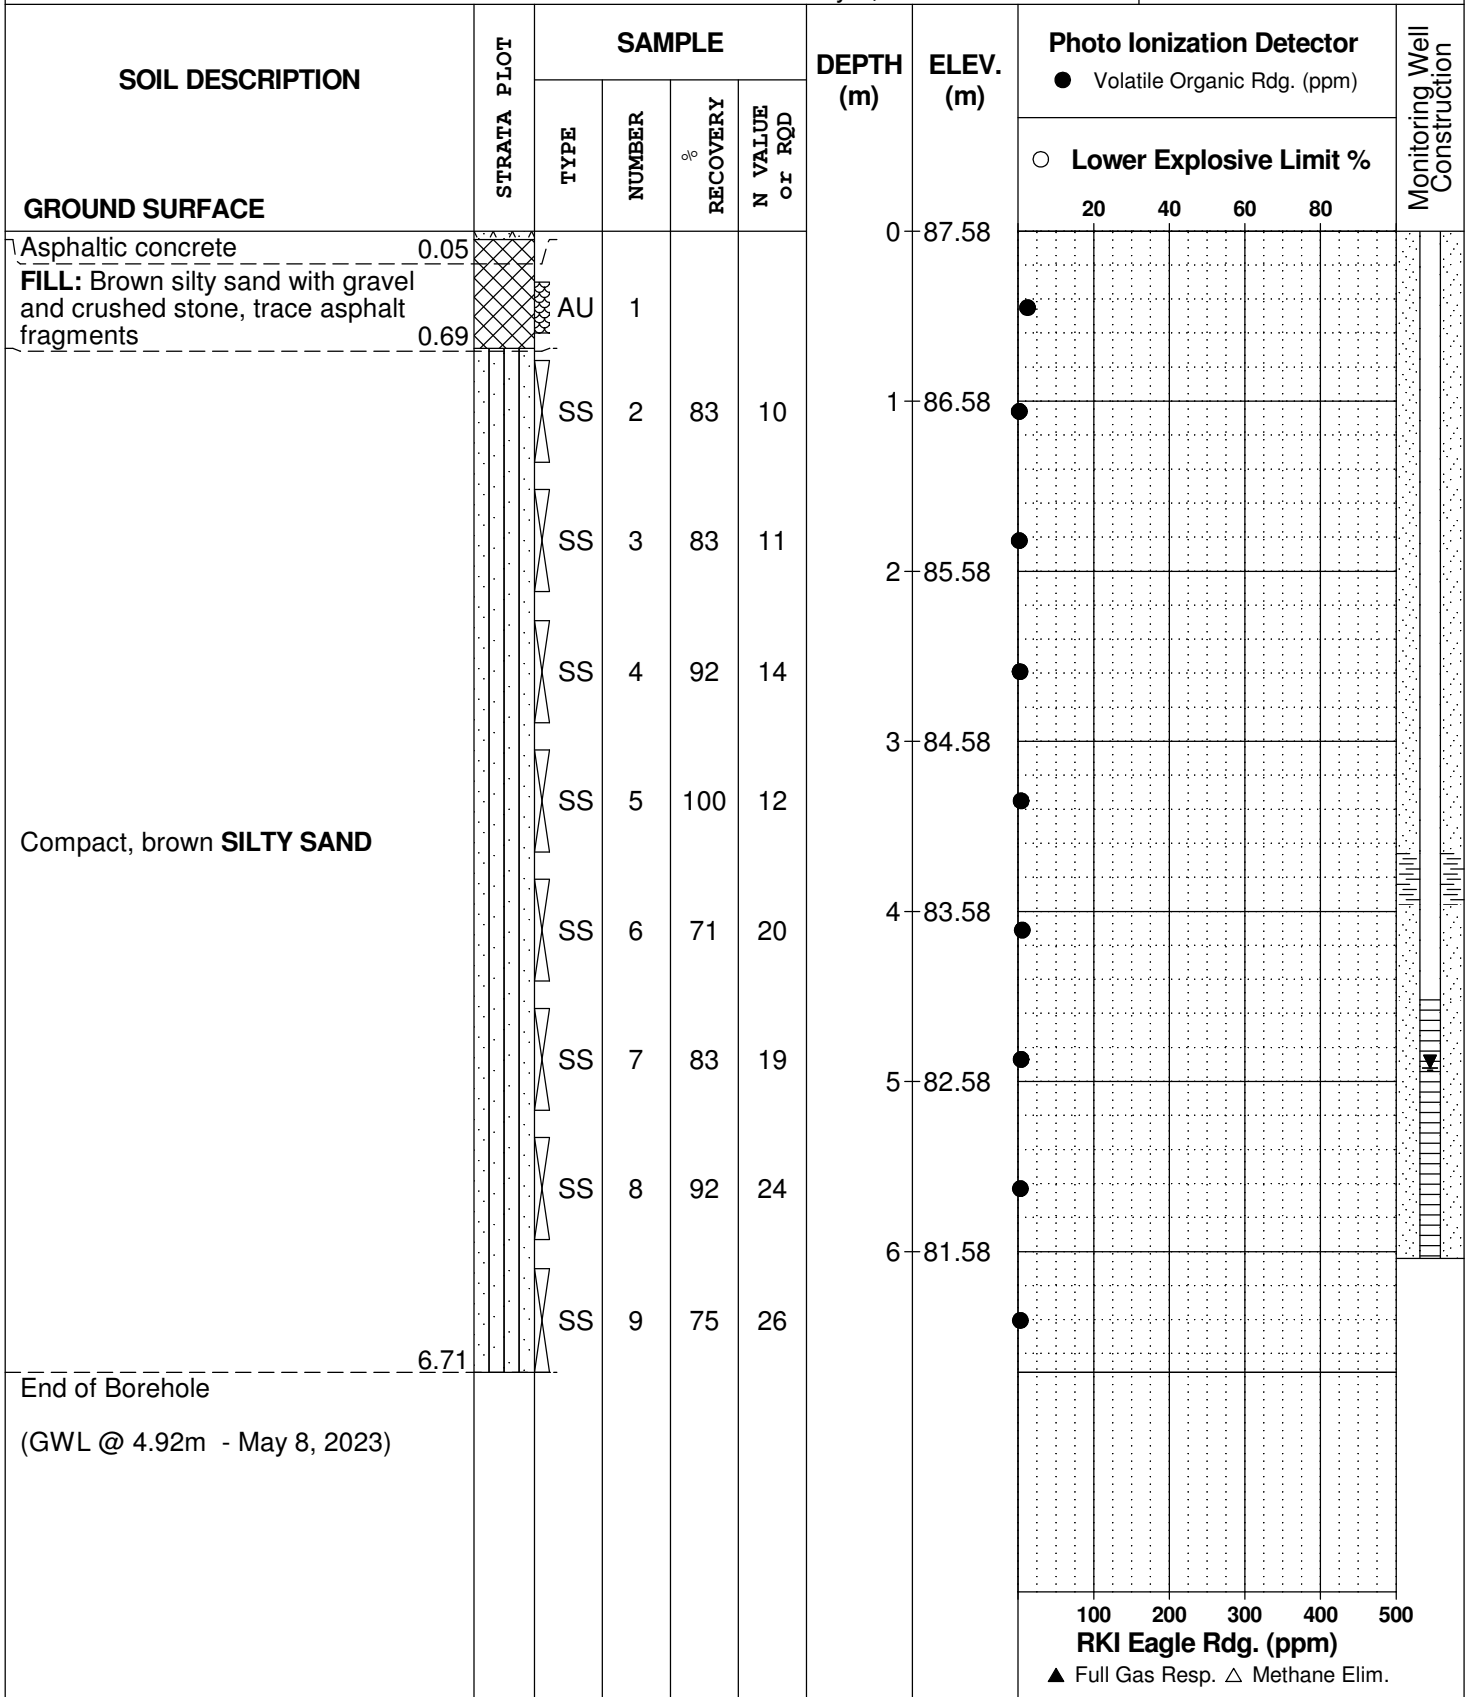 SOIL DESCRIPTION
GROUND SURFACE
STRATA PLOT
SAMPLE
TYPE
NUMBER
%
RECOVERY
N VALUE
or RQD
DEPTH
(m)
ELEV.
(m)
Photo Ionization Detector
● Volatile Organic Rdg. (ppm)
○ Lower Explosive Limit %
20 40 60 80
Monitoring Well
Construction
0 87.58
Asphaltic concrete 0.05
FILL: Brown silty sand with gravel
and crushed stone, trace asphalt
fragments 0.69
AU 1
SS 2 83 10
1 86.58
SS 3 83 11
2 85.58
SS 4 92 14
3 84.58
SS 5 100 12
Compact, brown SILTY SAND
4 83.58
SS 6 71 20
SS 7 83 19
5 82.58
SS 8 92 24
6 81.58
SS 9 75 26
6.71
End of Borehole
(GWL @ 4.92m - May 8, 2023)
100 200 300 400 500
RKI Eagle Rdg. (ppm)
▲ Full Gas Resp. △ Methane Elim.